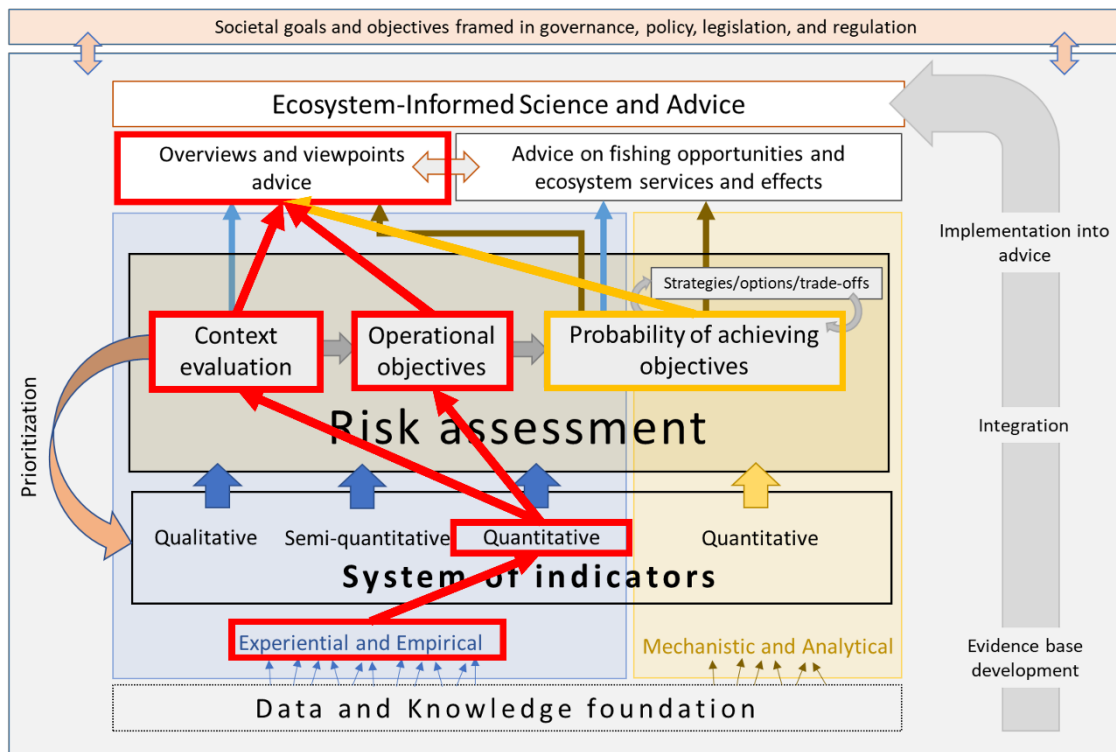 Societal goals and objectives framed in governance, policy, legislation, and regulation
Ecosystem-Informed Science and Advice
Overviews and viewpoints
advice
Advice on fishing opportunities and
ecosystem services and effects
Implementation into
advice
Strategies/options/trade-offs
Context
evaluation
Operational
objectives
Probability of achieving
objectives
Risk assessment
Prioritization
Integration
Qualitative
Semi-quantitative
Quantitative
Quantitative
System of indicators
Experiential and Empirical
Mechanistic and Analytical
Evidence base
development
Data and Knowledge foundation